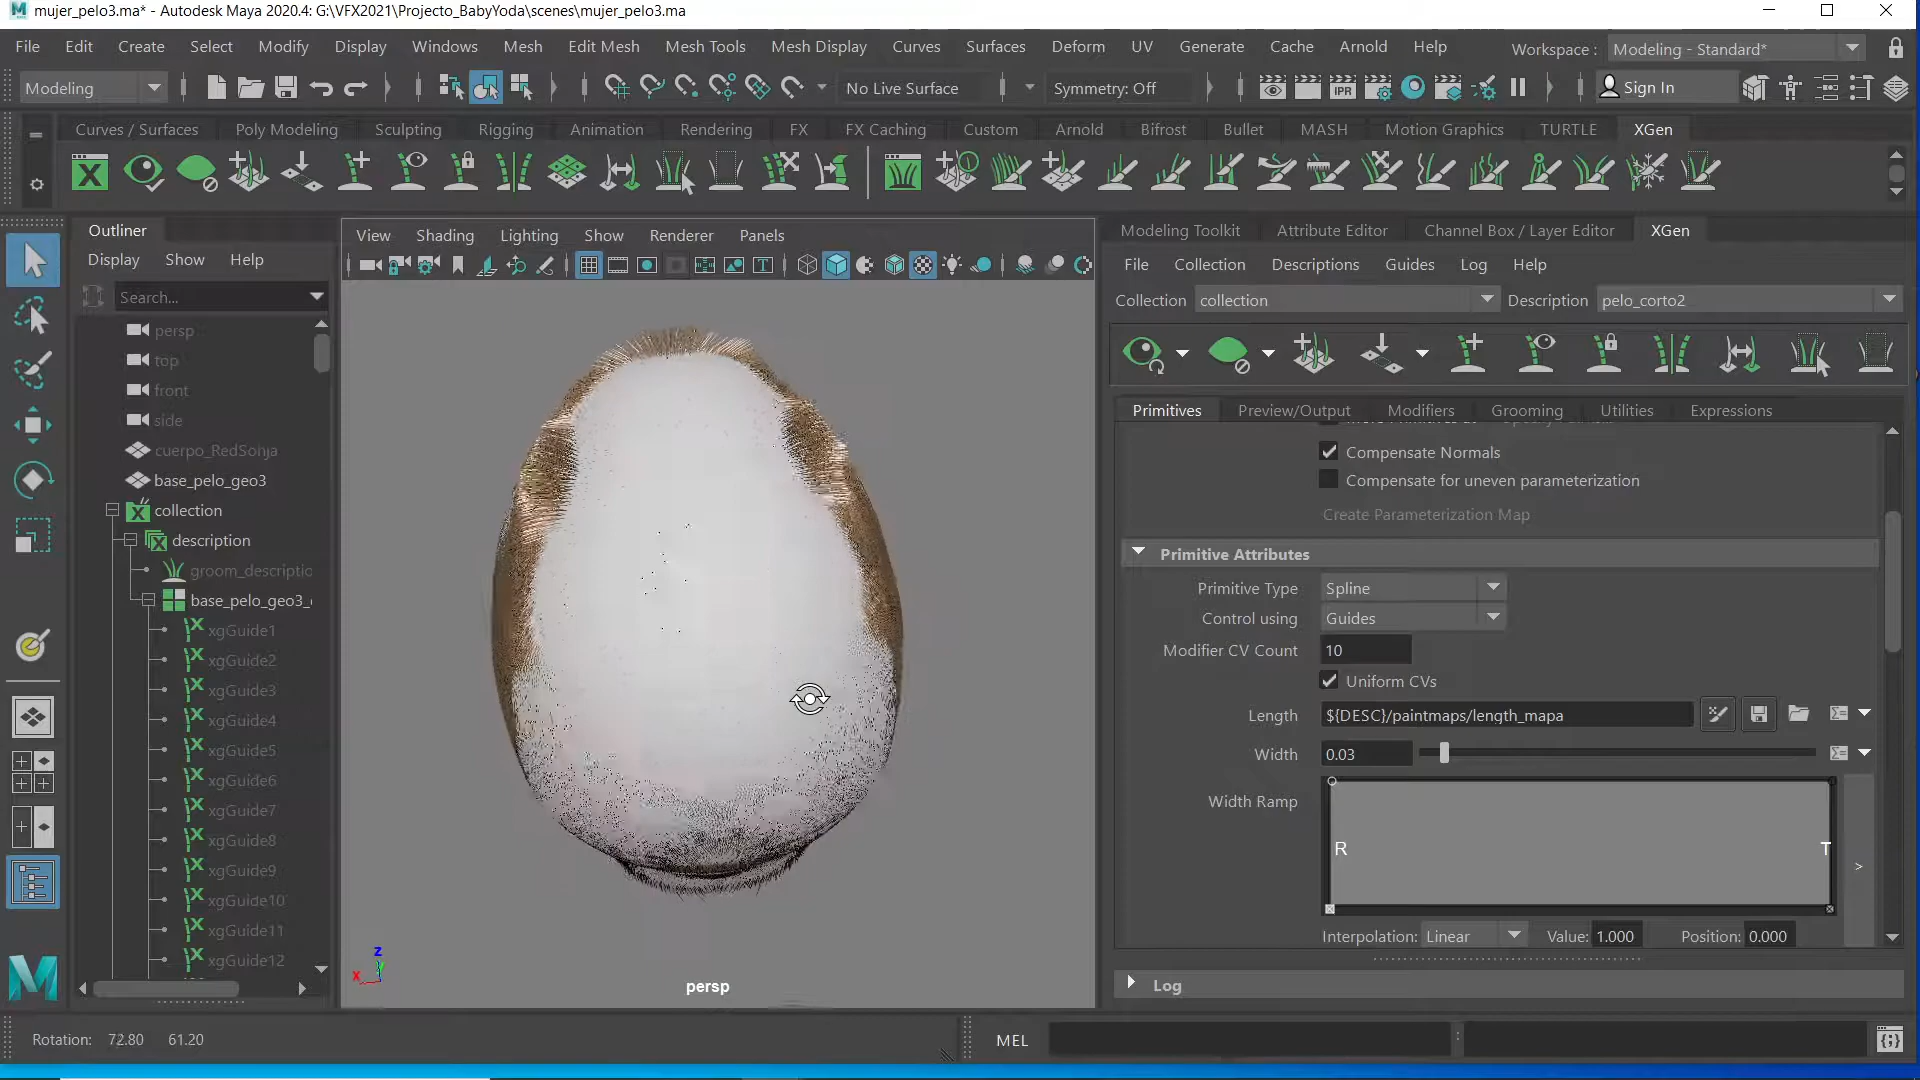 mujer_pelo3.ma* - Autodesk Maya 2020.4: G:\VFX2021\Projecto_BabyYoda\scenes\mujer_pelo3.ma
File Edit Create Select Modify Display Windows Mesh Edit Mesh Mesh Tools Mesh Display Curves Surfaces Deform UV Generate Cache Arnold Help Workspace : Modeling - Standard*
Modeling No Live Surface Symmetry: Off IPR Sign In
Curves / Surfaces Poly Modeling Sculpting Rigging Animation Rendering FX FX Caching Custom Arnold Bifrost Bullet MASH Motion Graphics TURTLE XGen
Outliner
Display Show Help
Search...
persp
top
front
side
cuerpo_RedSonja
base_pelo_geo3
collection
description
groom_descriptio
base_pelo_geo3_
xgGuide1
xgGuide2
xgGuide3
xgGuide4
xgGuide5
xgGuide6
xgGuide7
xgGuide8
xgGuide9
xgGuide10
xgGuide11
xgGuide12
View Shading Lighting Show Renderer Panels
z
y
x
persp
Modeling Toolkit Attribute Editor Channel Box / Layer Editor XGen
File Collection Descriptions Guides Log Help
Collection collection Description pelo_corto2
Primitives Preview/Output Modifiers Grooming Utilities Expressions
Compensate Normals
Compensate for uneven parameterization
Create Parameterization Map
Primitive Attributes
Primitive Type Spline
Control using Guides
Modifier CV Count 10
Uniform CVs
Length ${DESC}/paintmaps/length_mapa
Width 0.03
Width Ramp
R T
>
Interpolation: Linear Value: 1.000 Position: 0.000
Log
Rotation: 72.80 61.20
MEL